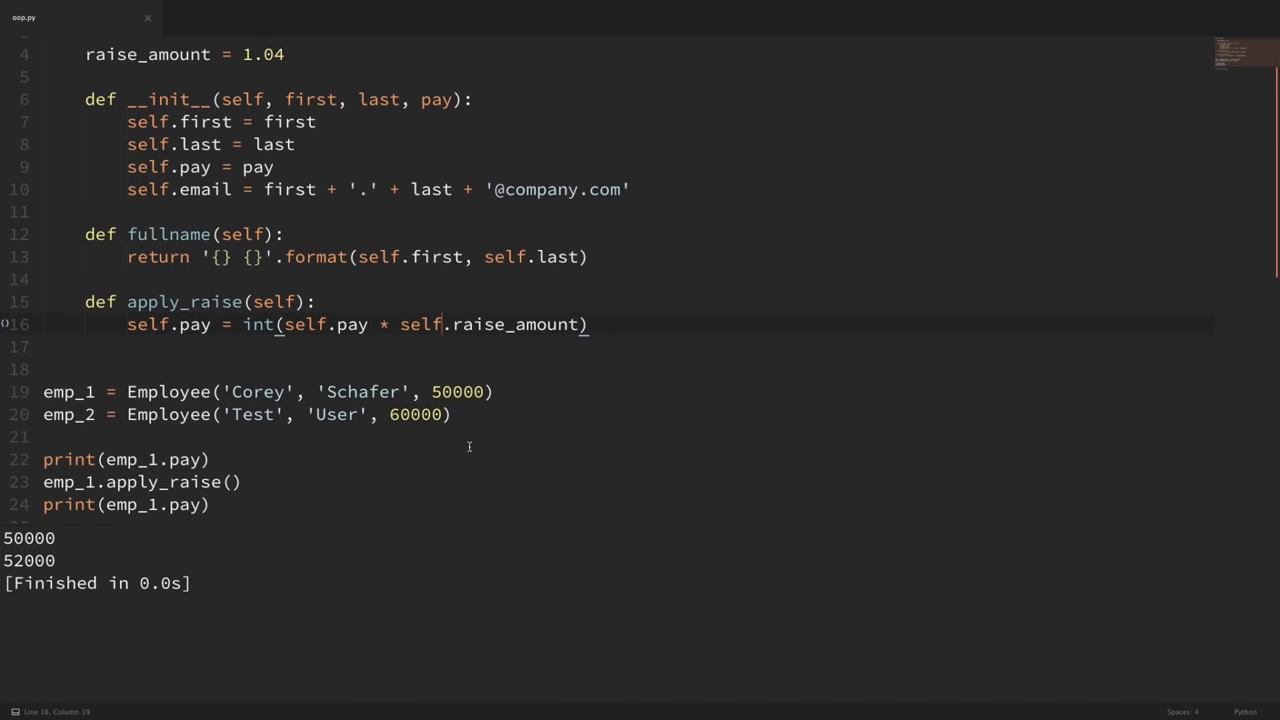 oop.py ×
4     raise_amount = 1.04
5
6     def __init__(self, first, last, pay):
7         self.first = first
8         self.last = last
9         self.pay = pay
10         self.email = first + '.' + last + '@company.com'
11
12     def fullname(self):
13         return '{} {}'.format(self.first, self.last)
14
15     def apply_raise(self):
()16         self.pay = int(self.pay * self.raise_amount)
17
18
19 emp_1 = Employee('Corey', 'Schafer', 50000)
20 emp_2 = Employee('Test', 'User', 60000)
21
22 print(emp_1.pay)
23 emp_1.apply_raise()
24 print(emp_1.pay)
50000
52000
[Finished in 0.0s]
Line 16, Column 39 Spaces: 4 Python